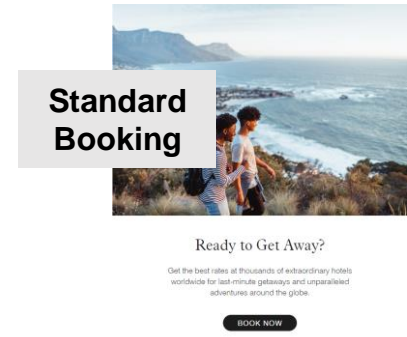 Standard
Booking
Ready to Get Away?
Get the best rates at thousands of extraordinary hotels
worldwide for last-minute getaways and unparalleled
adventures around the globe.
BOOK NOW